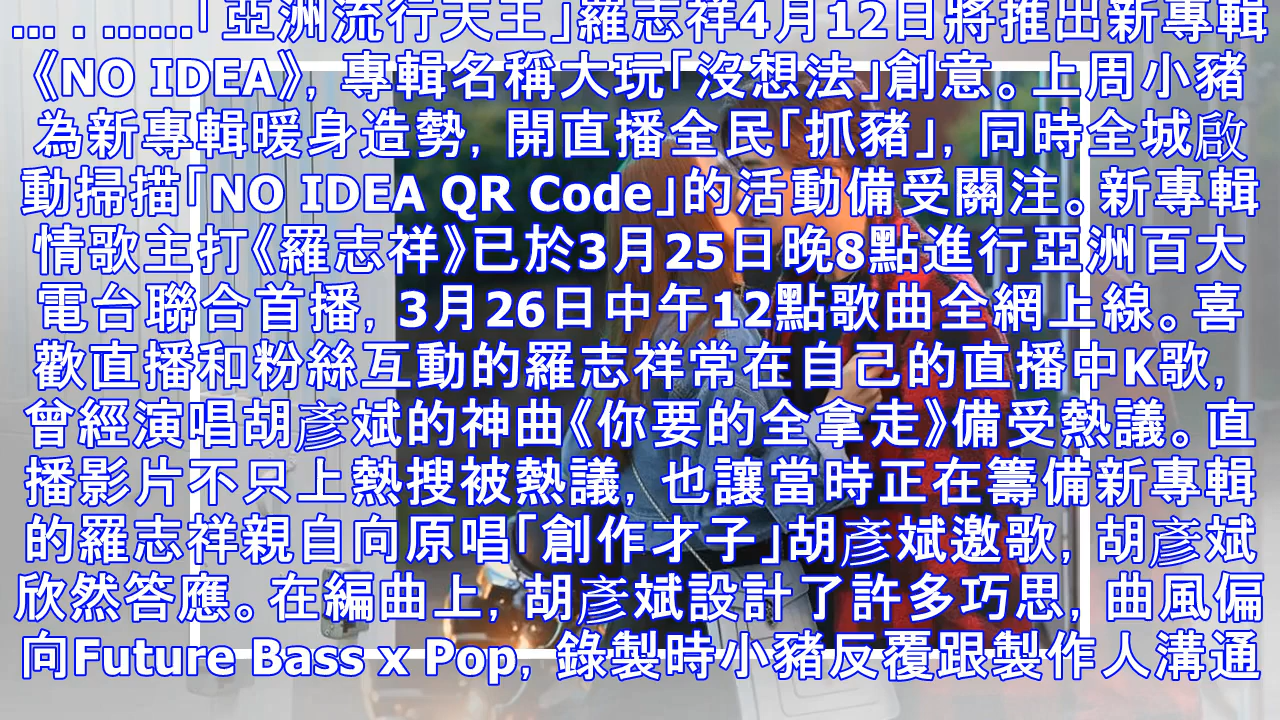 ... . ......「亞洲流行天王」羅志祥4月12日將推出新專輯
《NO IDEA》, 專輯名稱大玩「沒想法」創意。上周小豬
為新專輯暖身造勢, 開直播全民「抓豬」, 同時全城啟
動掃描「NO IDEA QR Code」的活動備受關注。新專輯
情歌主打《羅志祥》已於3月25日晚8點進行亞洲百大
電台聯合首播, 3月26日中午12點歌曲全網上線。喜
歡直播和粉絲互動的羅志祥常在自己的直播中K歌,
曾經演唱胡彥斌的神曲《你要的全拿走》備受熱議。直
播影片不只上熱搜被熱議, 也讓當時正在籌備新專輯
的羅志祥親自向原唱「創作才子」胡彥斌邀歌, 胡彥斌
欣然答應。在編曲上, 胡彥斌設計了許多巧思, 曲風偏
向Future Bass x Pop, 錄製時小豬反覆跟製作人溝通